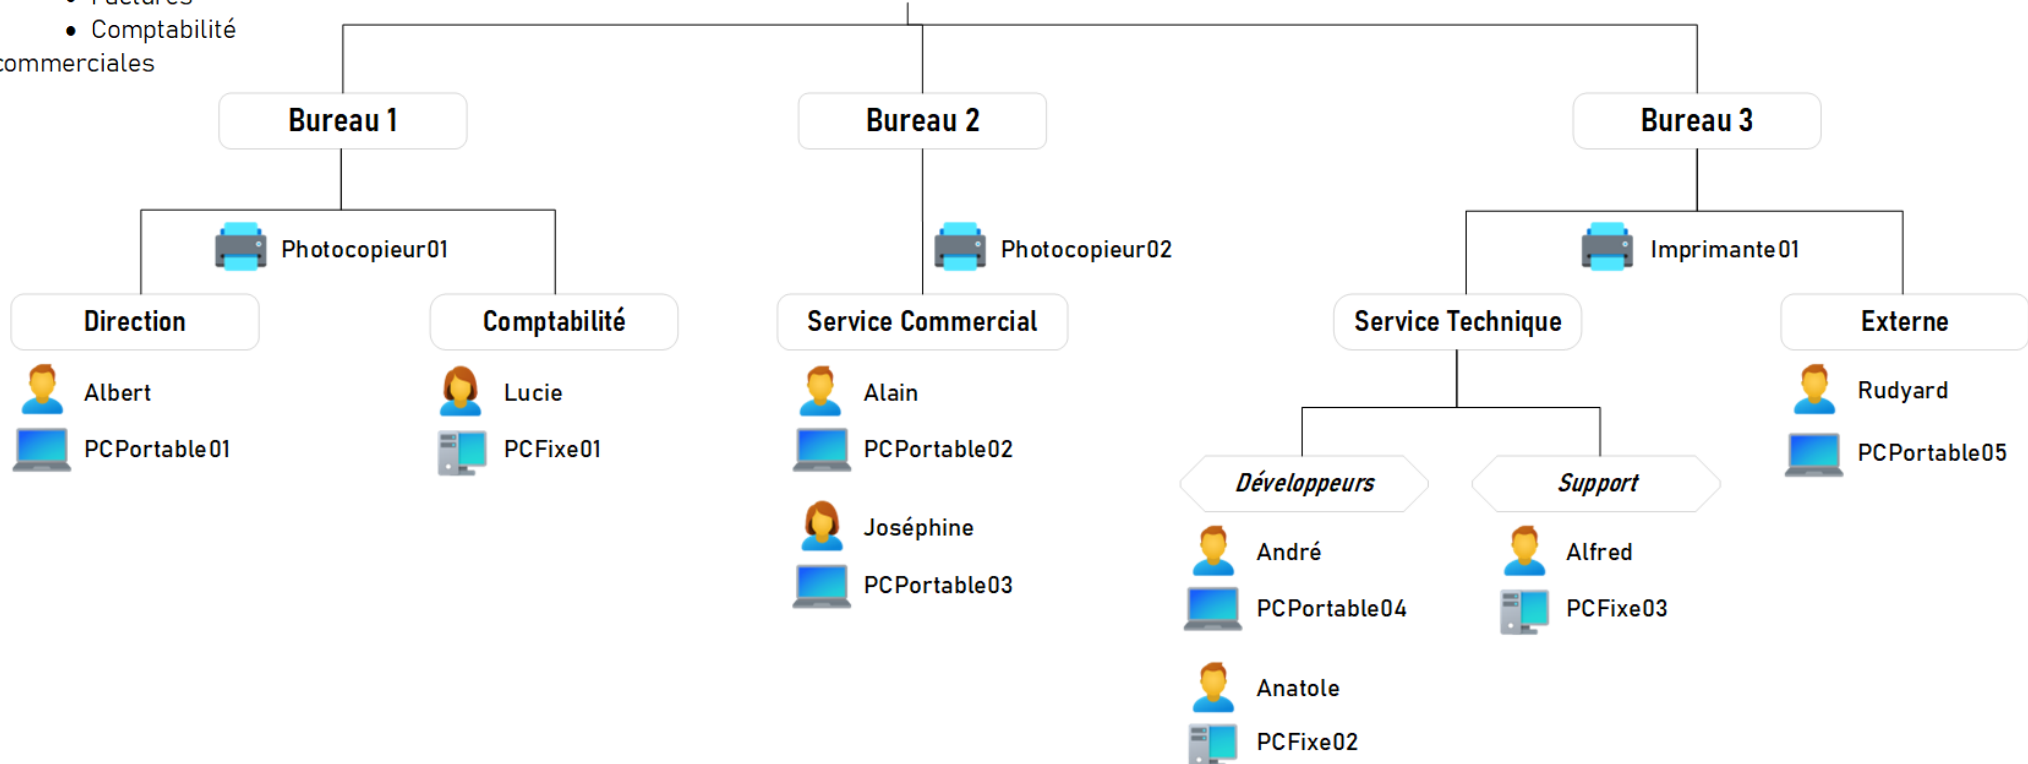 Factures
• Comptabilité
commerciales
Bureau 1
Bureau 2
Bureau 3
Photocopieur01
Photocopieur02
Imprimante01
Direction
Comptabilité
Service Commercial
Service Technique
Externe
Albert
Lucie
Alain
Rudyard
PCPortable01
PCFixe01
PCPortable02
PCPortable05
Développeurs
Support
Joséphine
André
Alfred
PCPortable03
PCPortable04
PCFixe03
Anatole
PCFixe02